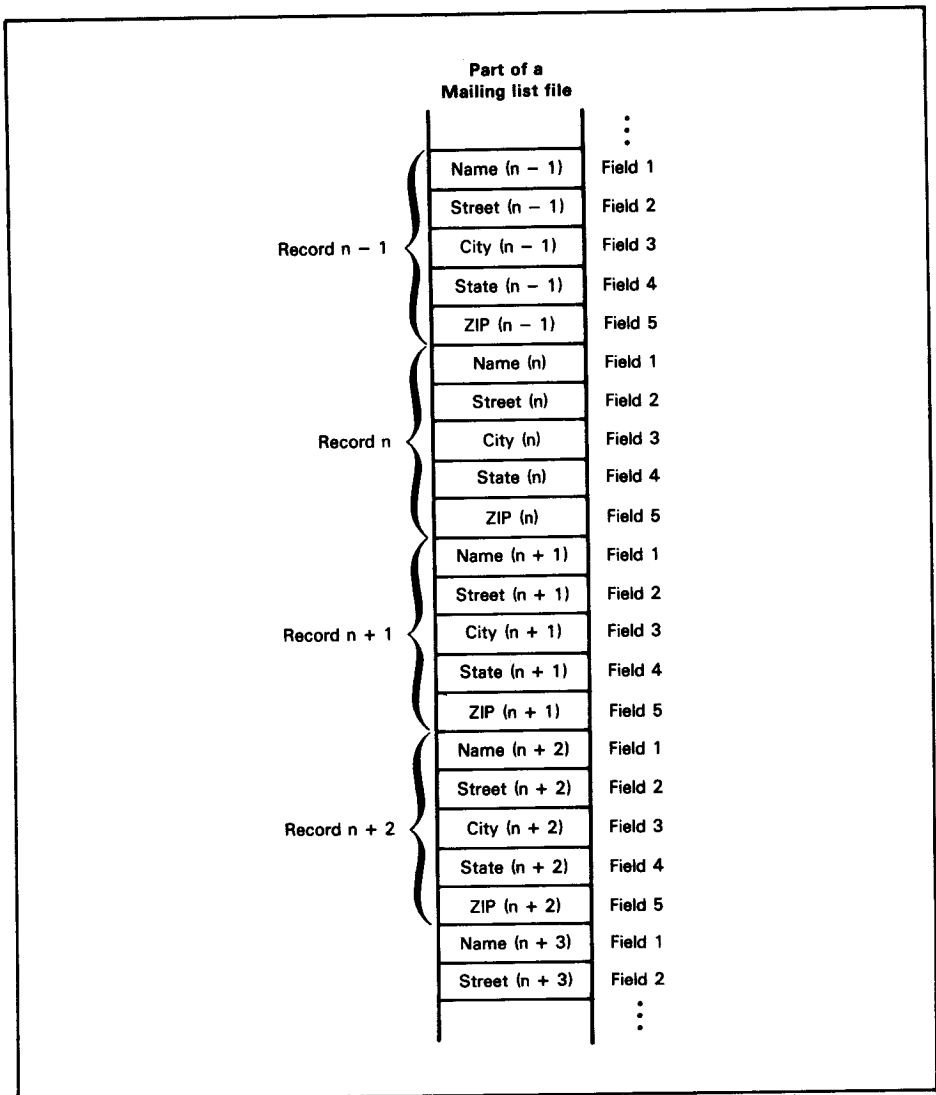 Part of a
Mailing list file
Name (n − 1) Field 1
Street (n − 1) Field 2
Record n − 1 City (n − 1) Field 3
State (n − 1) Field 4
ZIP (n − 1) Field 5
Name (n) Field 1
Street (n) Field 2
Record n City (n) Field 3
State (n) Field 4
ZIP (n) Field 5
Name (n + 1) Field 1
Street (n + 1) Field 2
Record n + 1 City (n + 1) Field 3
State (n + 1) Field 4
ZIP (n + 1) Field 5
Name (n + 2) Field 1
Street (n + 2) Field 2
Record n + 2 City (n + 2) Field 3
State (n + 2) Field 4
ZIP (n + 2) Field 5
Name (n + 3) Field 1
Street (n + 3) Field 2